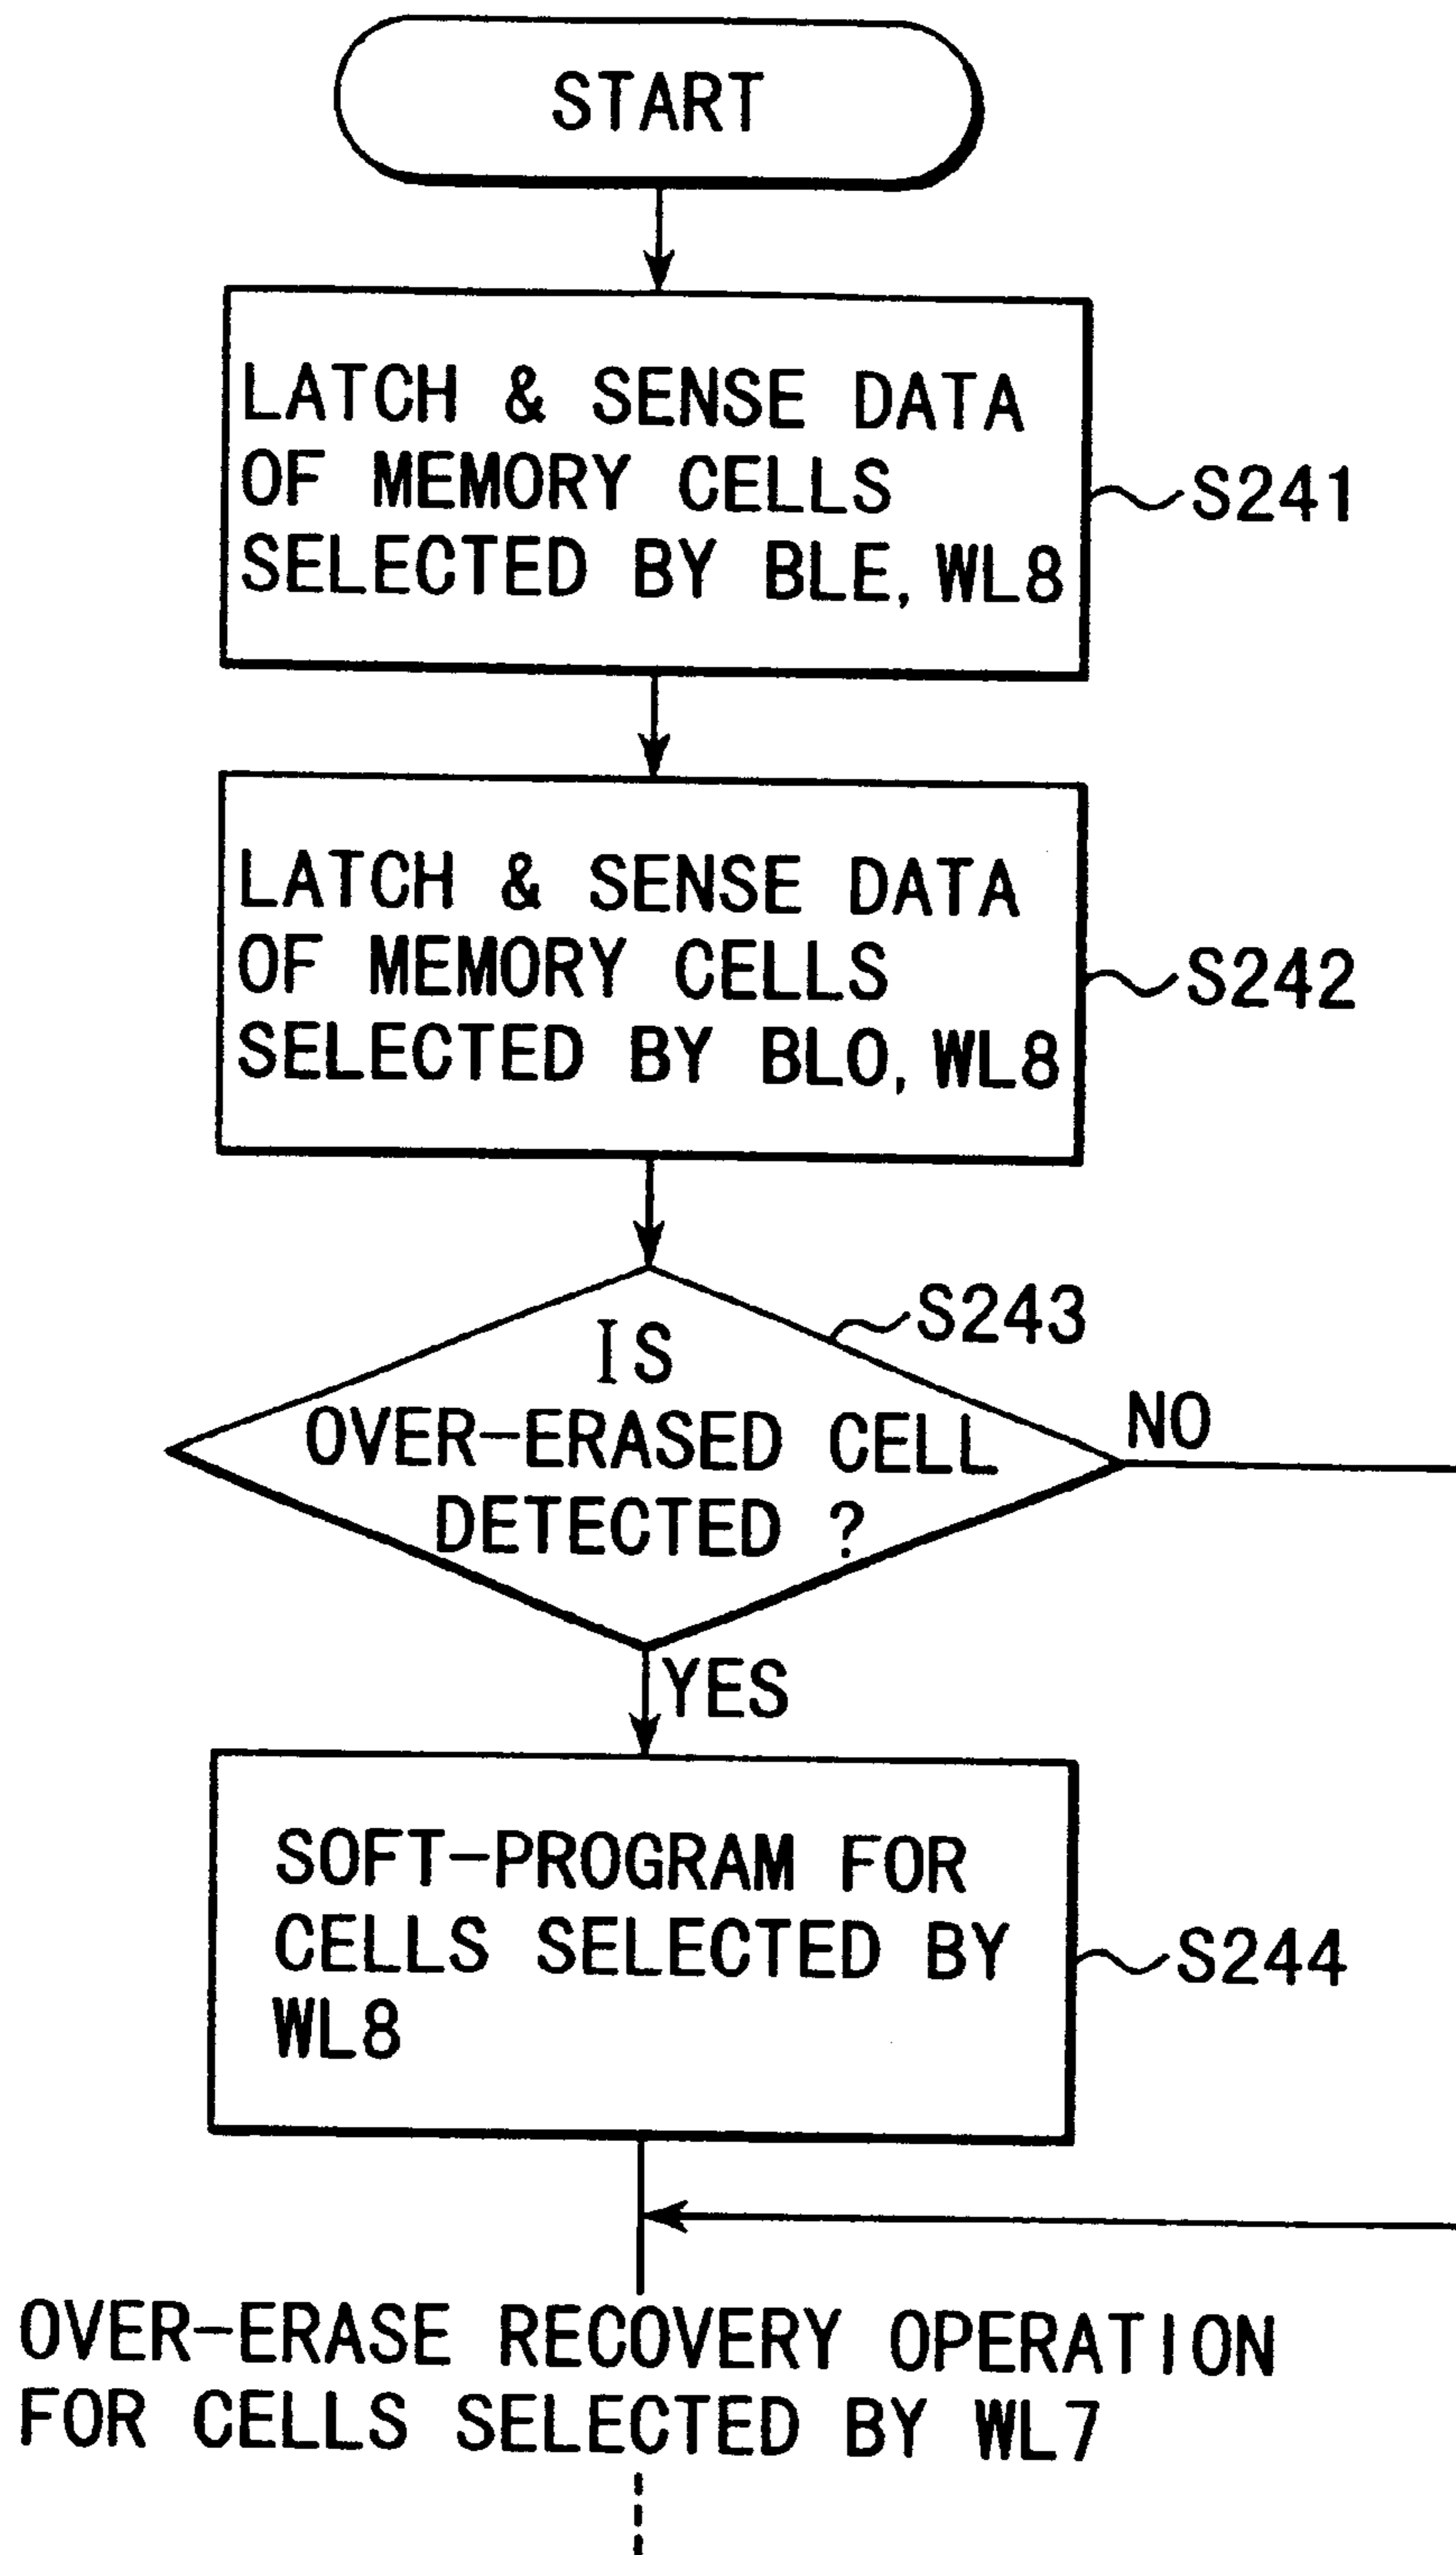 START
LATCH & SENSE DATA
OF MEMORY CELLS
SELECTED BY BLE, WL8
S241
LATCH & SENSE DATA
OF MEMORY CELLS
SELECTED BY BLO, WL8
S242
S243
IS
OVER-ERASED CELL
DETECTED ?
NO
YES
SOFT-PROGRAM FOR
CELLS SELECTED BY
WL8
S244
OVER-ERASE RECOVERY OPERATION
FOR CELLS SELECTED BY WL7